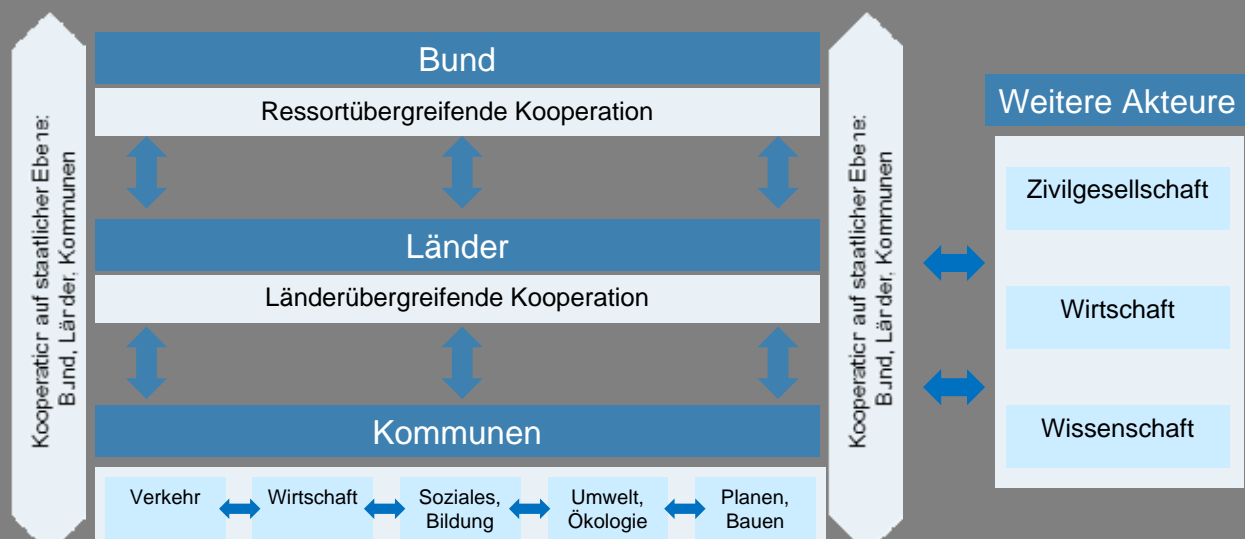 Kooperation auf staatlicher Ebene:
Bund, Länder, Kommunen
Bund
Ressortübergreifende Kooperation
Länder
Länderübergreifende Kooperation
Kommunen
Verkehr
Wirtschaft
Soziales,
Bildung
Umwelt,
Ökologie
Planen,
Bauen
Kooperation auf staatlicher Ebene:
Bund, Länder, Kommunen
Weitere Akteure
Zivilgesellschaft
Wirtschaft
Wissenschaft